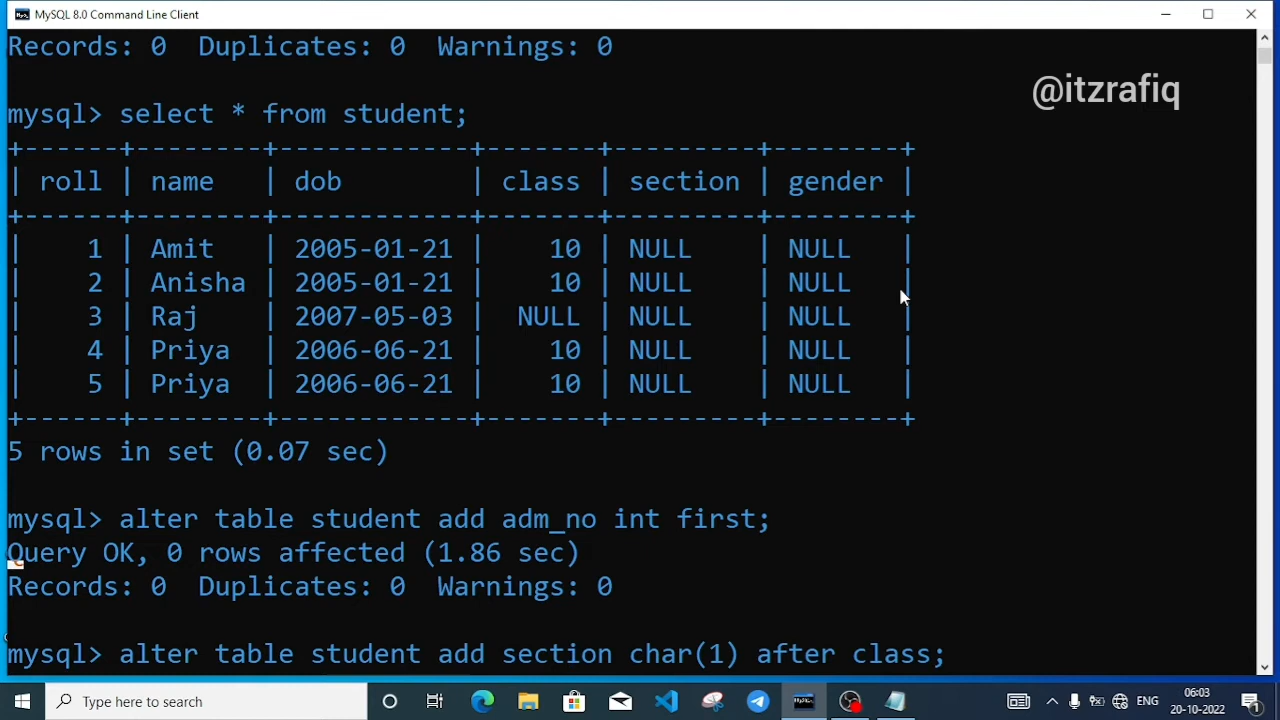 MySQL 8.0 Command Line Client
Records: 0  Duplicates: 0  Warnings: 0
@itzrafiq
mysql> select * from student;
+------+--------+------------+-------+---------+--------+
| roll | name   | dob        | class | section | gender |
+------+--------+------------+-------+---------+--------+
|    1 | Amit   | 2005-01-21 |    10 | NULL    | NULL   |
|    2 | Anisha | 2005-01-21 |    10 | NULL    | NULL   |
|    3 | Raj    | 2007-05-03 |  NULL | NULL    | NULL   |
|    4 | Priya  | 2006-06-21 |    10 | NULL    | NULL   |
|    5 | Priya  | 2006-06-21 |    10 | NULL    | NULL   |
+------+--------+------------+-------+---------+--------+
5 rows in set (0.07 sec)
mysql> alter table student add adm_no int first;
Query OK, 0 rows affected (1.86 sec)
Records: 0  Duplicates: 0  Warnings: 0
mysql> alter table student add section char(1) after class;
Type here to search
ENG
06:03
20-10-2022
1